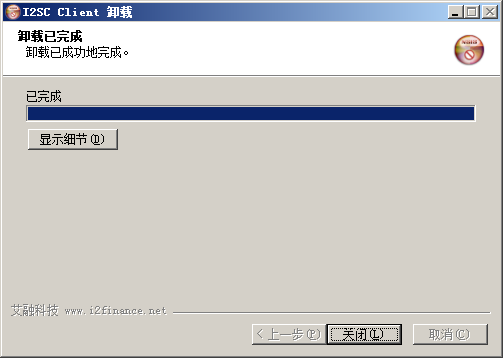 I2SC Client 卸载
卸载已完成
卸载已成功地完成。
已完成
显示细节(D)
艾融科技 www.i2finance.net
< 上一步(P)
关闭(L)
取消(C)